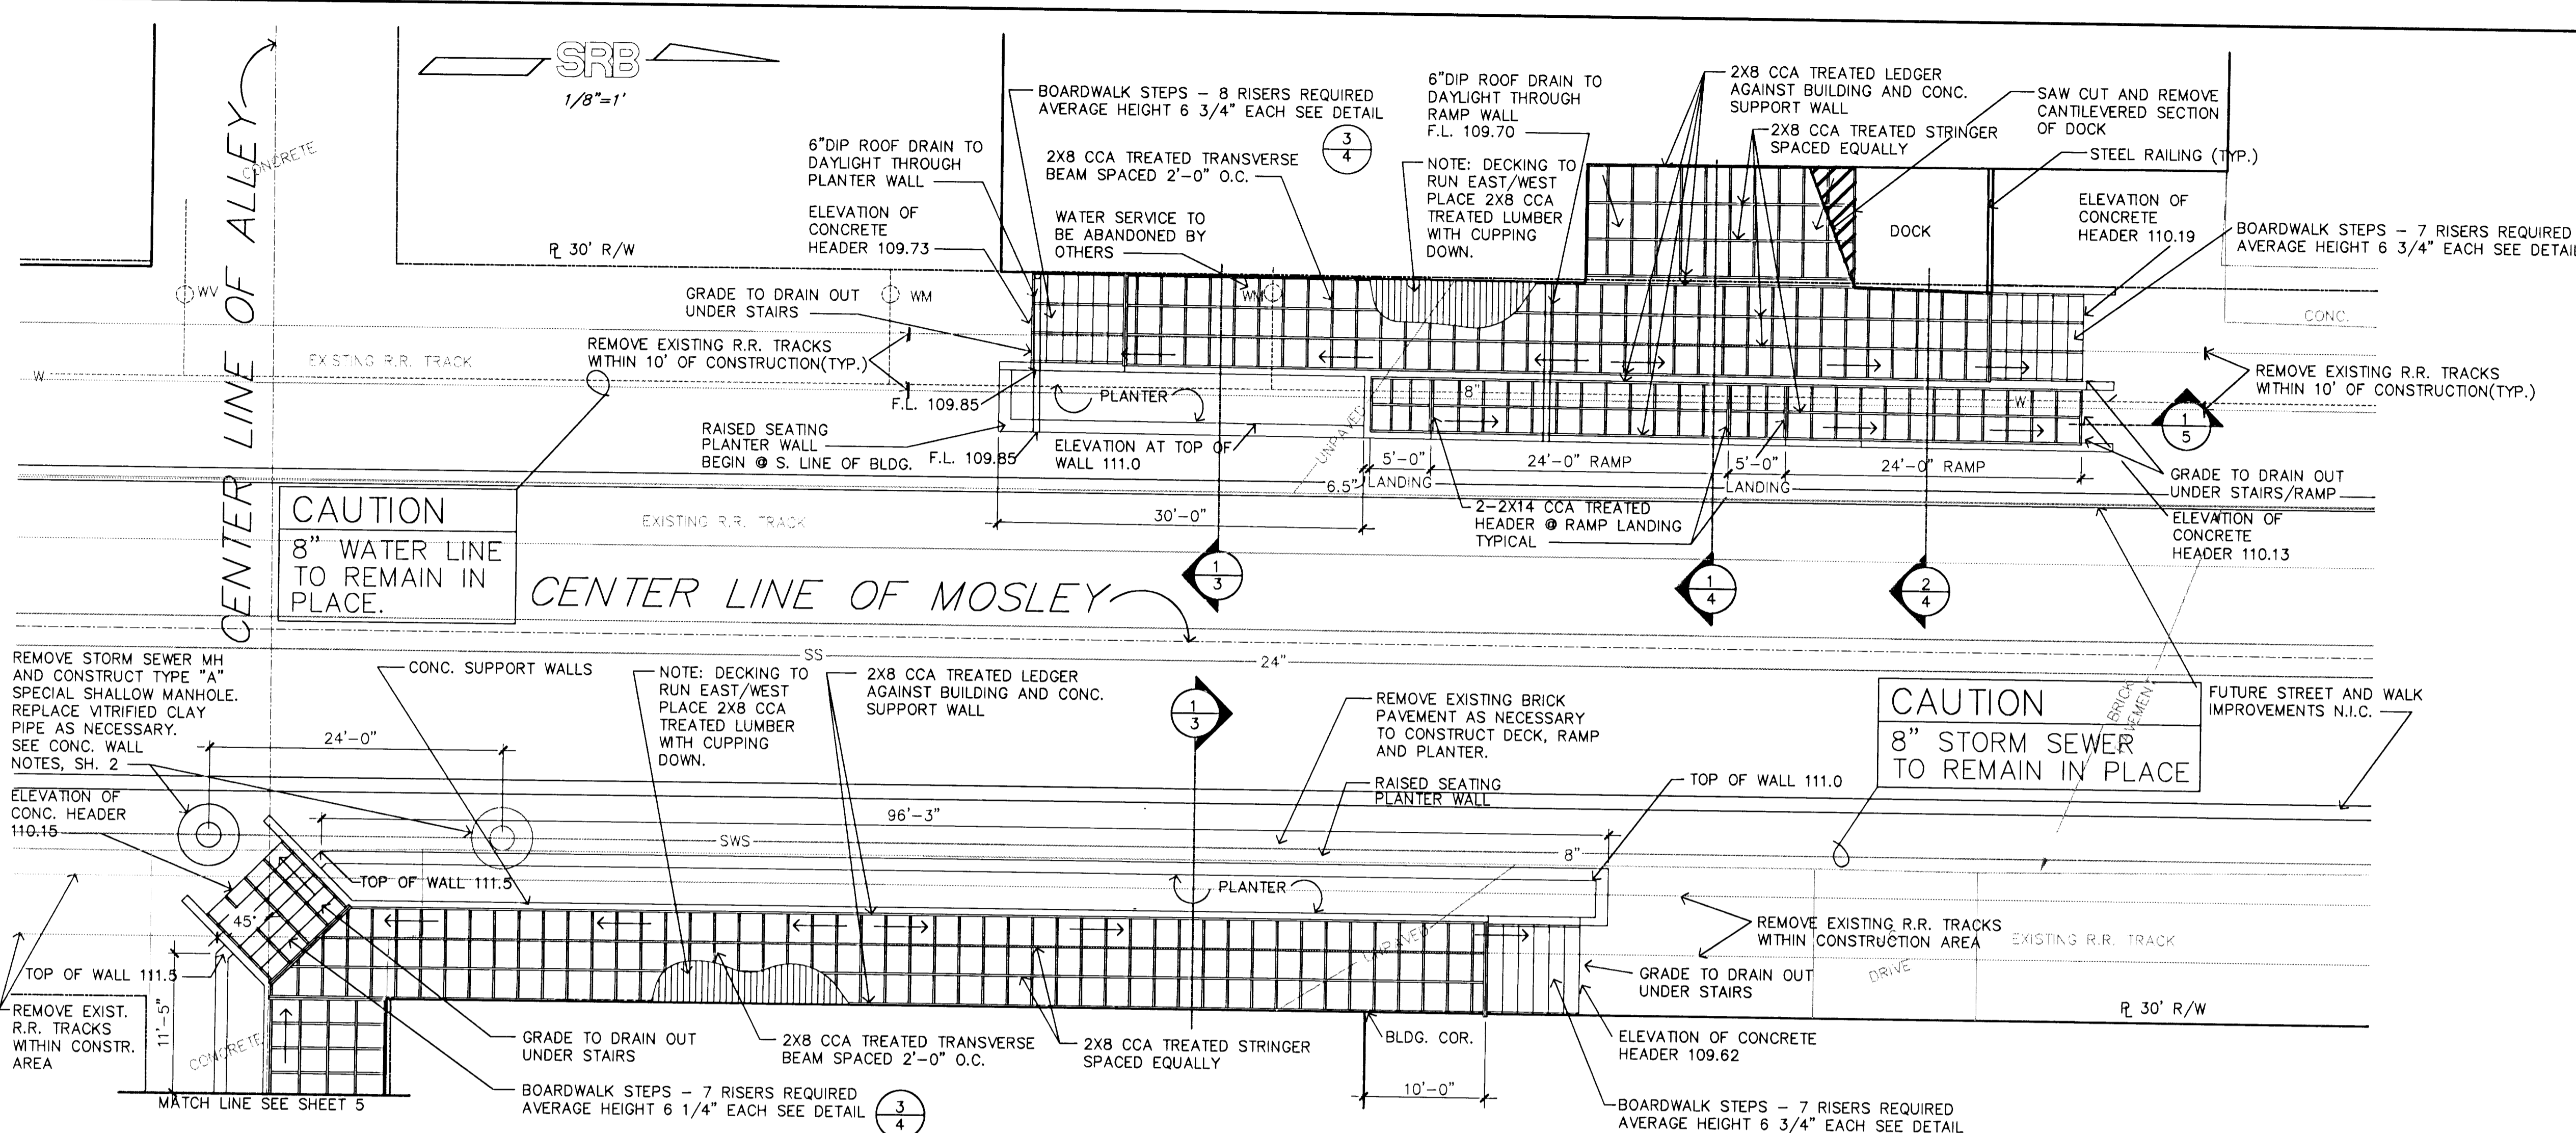 SRB
1/8"=1'
CENTER LINE OF ALLEY
CONCRETE
BOARDWALK STEPS – 8 RISERS REQUIRED
AVERAGE HEIGHT 6 3/4" EACH SEE DETAIL
3
4
6"DIP ROOF DRAIN TO
DAYLIGHT THROUGH
PLANTER WALL
2X8 CCA TREATED TRANSVERSE
BEAM SPACED 2'-0" O.C.
ELEVATION OF
CONCRETE
HEADER 109.73
WATER SERVICE TO
BE ABANDONED BY
OTHERS
6"DIP ROOF DRAIN TO
DAYLIGHT THROUGH
RAMP WALL
F.L. 109.70
NOTE: DECKING TO
RUN EAST/WEST
PLACE 2X8 CCA
TREATED LUMBER
WITH CUPPING
DOWN.
2X8 CCA TREATED LEDGER
AGAINST BUILDING AND CONC.
SUPPORT WALL
2X8 CCA TREATED STRINGER
SPACED EQUALLY
SAW CUT AND REMOVE
CANTILEVERED SECTION
OF DOCK
STEEL RAILING (TYP.)
DOCK
ELEVATION OF
CONCRETE
HEADER 110.19
BOARDWALK STEPS – 7 RISERS REQUIRED
AVERAGE HEIGHT 6 3/4" EACH SEE DETAIL
℄ 30' R/W
WV
WM
WM
GRADE TO DRAIN OUT
UNDER STAIRS
REMOVE EXISTING R.R. TRACKS
WITHIN 10' OF CONSTRUCTION(TYP.)
EXISTING R.R. TRACK
W
CONC.
REMOVE EXISTING R.R. TRACKS
WITHIN 10' OF CONSTRUCTION(TYP.)
F.L. 109.85
PLANTER
8"
W
1
5
RAISED SEATING
PLANTER WALL
BEGIN @ S. LINE OF BLDG.
F.L. 109.85
ELEVATION AT TOP OF
WALL 111.0
UNPAVED
6.5"
5'-0"
LANDING
24'-0" RAMP
5'-0"
LANDING
24'-0" RAMP
GRADE TO DRAIN OUT
UNDER STAIRS/RAMP
ELEVATION OF
CONCRETE
HEADER 110.13
2-2X14 CCA TREATED
HEADER @ RAMP LANDING
TYPICAL
30'-0"
EXISTING R.R. TRACK
CAUTION
8" WATER LINE
TO REMAIN IN
PLACE.
CENTER LINE OF MOSLEY
1
3
1
4
2
4
SS
24"
REMOVE STORM SEWER MH
AND CONSTRUCT TYPE "A"
SPECIAL SHALLOW MANHOLE.
REPLACE VITRIFIED CLAY
PIPE AS NECESSARY.
SEE CONC. WALL
NOTES, SH. 2
CONC. SUPPORT WALLS
NOTE: DECKING TO
RUN EAST/WEST
PLACE 2X8 CCA
TREATED LUMBER
WITH CUPPING
DOWN.
2X8 CCA TREATED LEDGER
AGAINST BUILDING AND CONC.
SUPPORT WALL
1
3
REMOVE EXISTING BRICK
PAVEMENT AS NECESSARY
TO CONSTRUCT DECK, RAMP
AND PLANTER.
RAISED SEATING
PLANTER WALL
TOP OF WALL 111.0
CAUTION
8" STORM SEWER
TO REMAIN IN PLACE
BRICK
PAVEMENT
FUTURE STREET AND WALK
IMPROVEMENTS N.I.C.
24'-0"
ELEVATION OF
CONC. HEADER
110.15
96'-3"
SWS
8"
TOP OF WALL 111.5
PLANTER
45°
TOP OF WALL 111.5
REMOVE EXISTING R.R. TRACKS
WITHIN CONSTRUCTION AREA
EXISTING R.R. TRACK
UNPAVED
DRIVE
GRADE TO DRAIN OUT
UNDER STAIRS
℄ 30' R/W
REMOVE EXIST.
R.R. TRACKS
WITHIN CONSTR.
AREA
11'-5"
CONCRETE
GRADE TO DRAIN OUT
UNDER STAIRS
2X8 CCA TREATED TRANSVERSE
BEAM SPACED 2'-0" O.C.
2X8 CCA TREATED STRINGER
SPACED EQUALLY
BLDG. COR.
ELEVATION OF CONCRETE
HEADER 109.62
10'-0"
MATCH LINE SEE SHEET 5
BOARDWALK STEPS – 7 RISERS REQUIRED
AVERAGE HEIGHT 6 1/4" EACH SEE DETAIL
3
4
BOARDWALK STEPS – 7 RISERS REQUIRED
AVERAGE HEIGHT 6 3/4" EACH SEE DETAIL